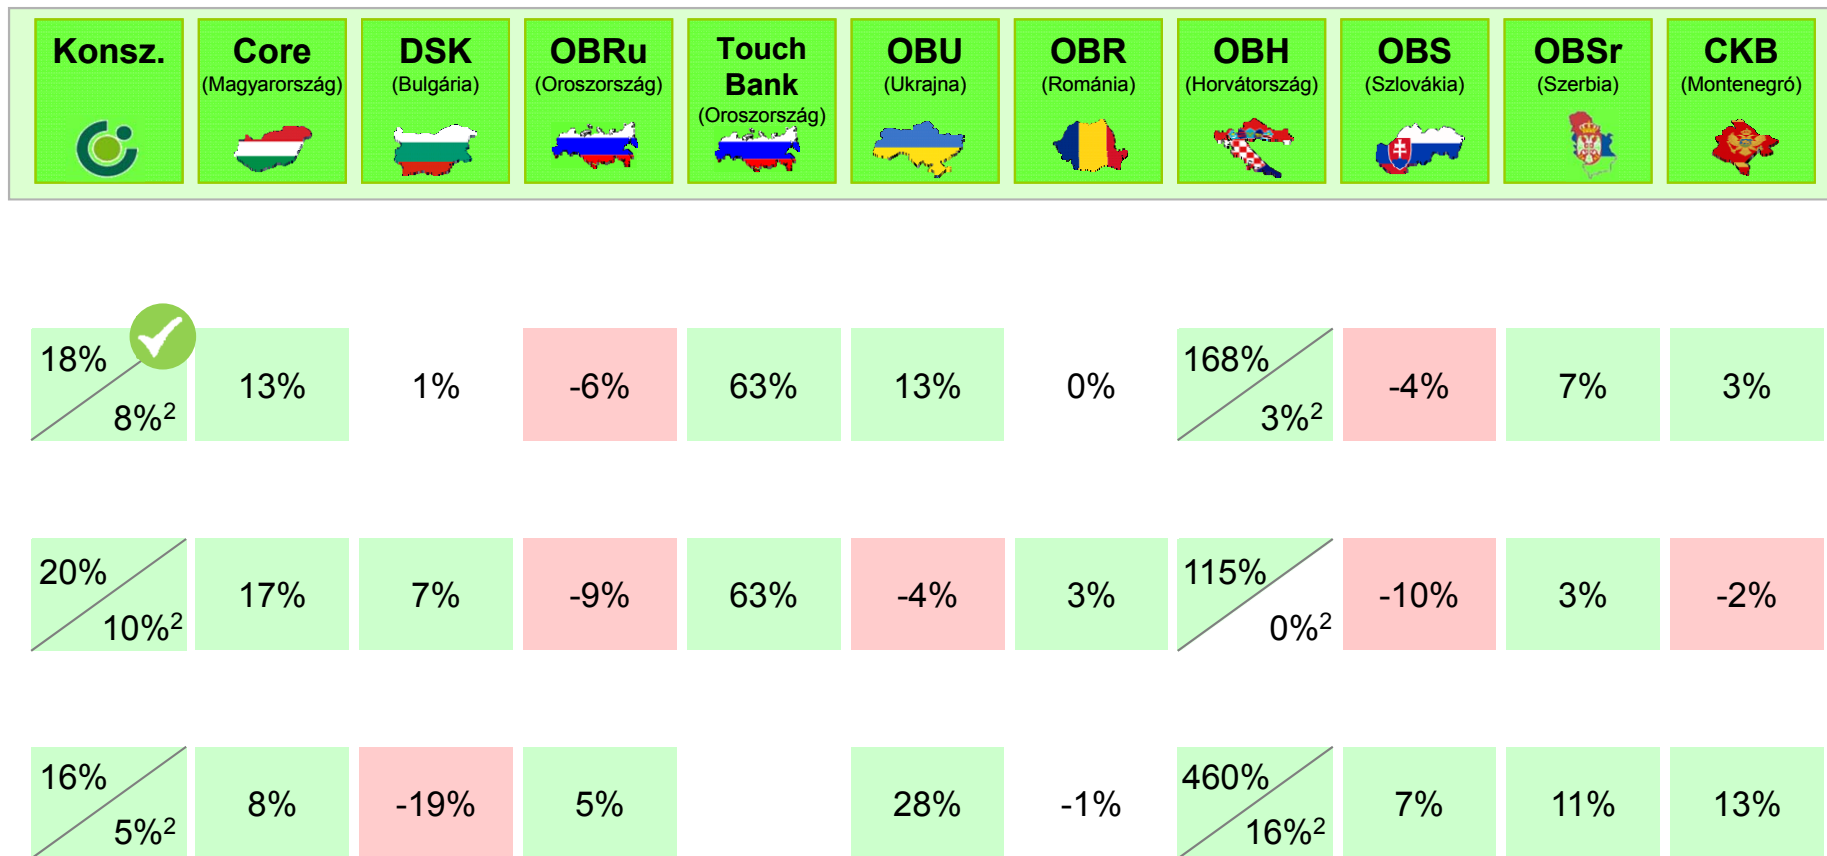 Konsz.
Core
(Magyarország)
DSK
(Bulgária)
OBRu
(Oroszország)
Touch
Bank
(Oroszország)
OBU
(Ukrajna)
OBR
(Románia)
OBH
(Horvátország)
OBS
(Szlovákia)
OBSr
(Szerbia)
CKB
(Montenegró)
18%
8%²
13%
1%
-6%
63%
13%
0%
168%
3%²
-4%
7%
3%
20%
10%²
17%
7%
-9%
63%
-4%
3%
115%
0%²
-10%
3%
-2%
16%
5%²
8%
-19%
5%
28%
-1%
460%
16%²
7%
11%
13%